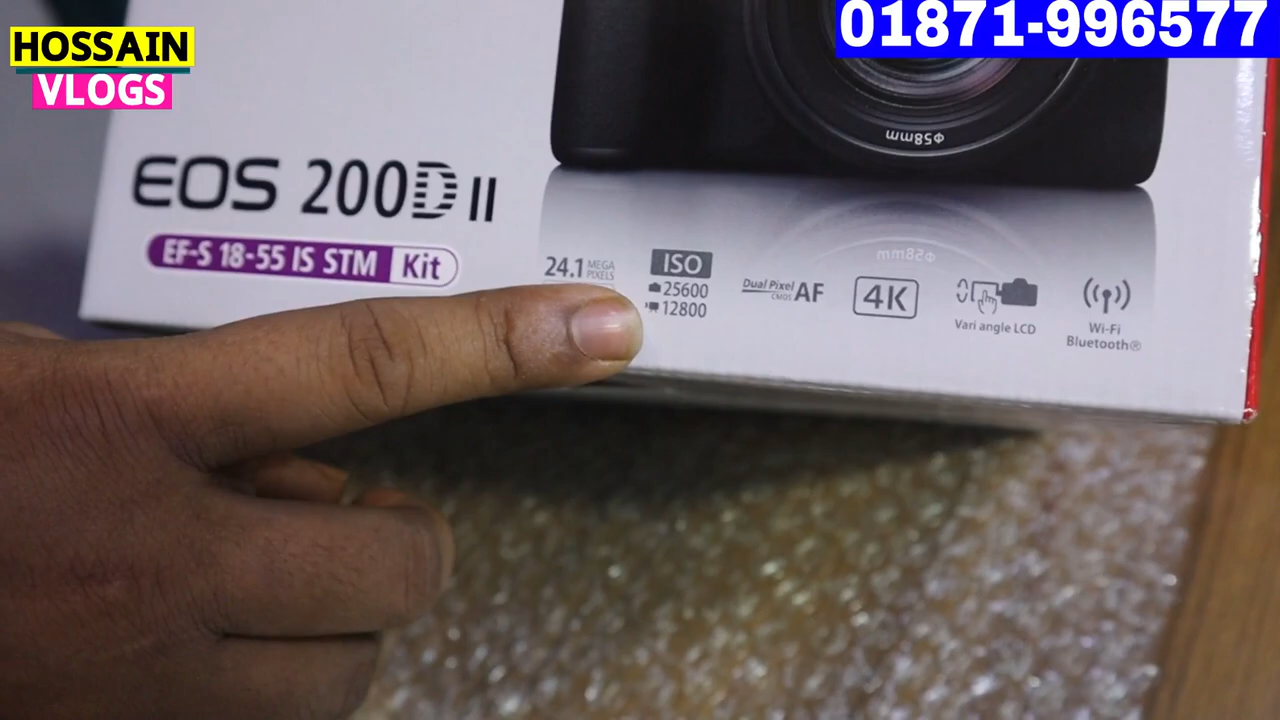 HOSSAIN
VLOGS
01871-996577
Φ58mm
EOS 200D II
EF-S 18-55 IS STM Kit
24.1 MEGA PIXELS
ISO
25600
12800
Dual Pixel CMOS AF
4K
Vari angle LCD
Wi-Fi
Bluetooth®
Φ58mm